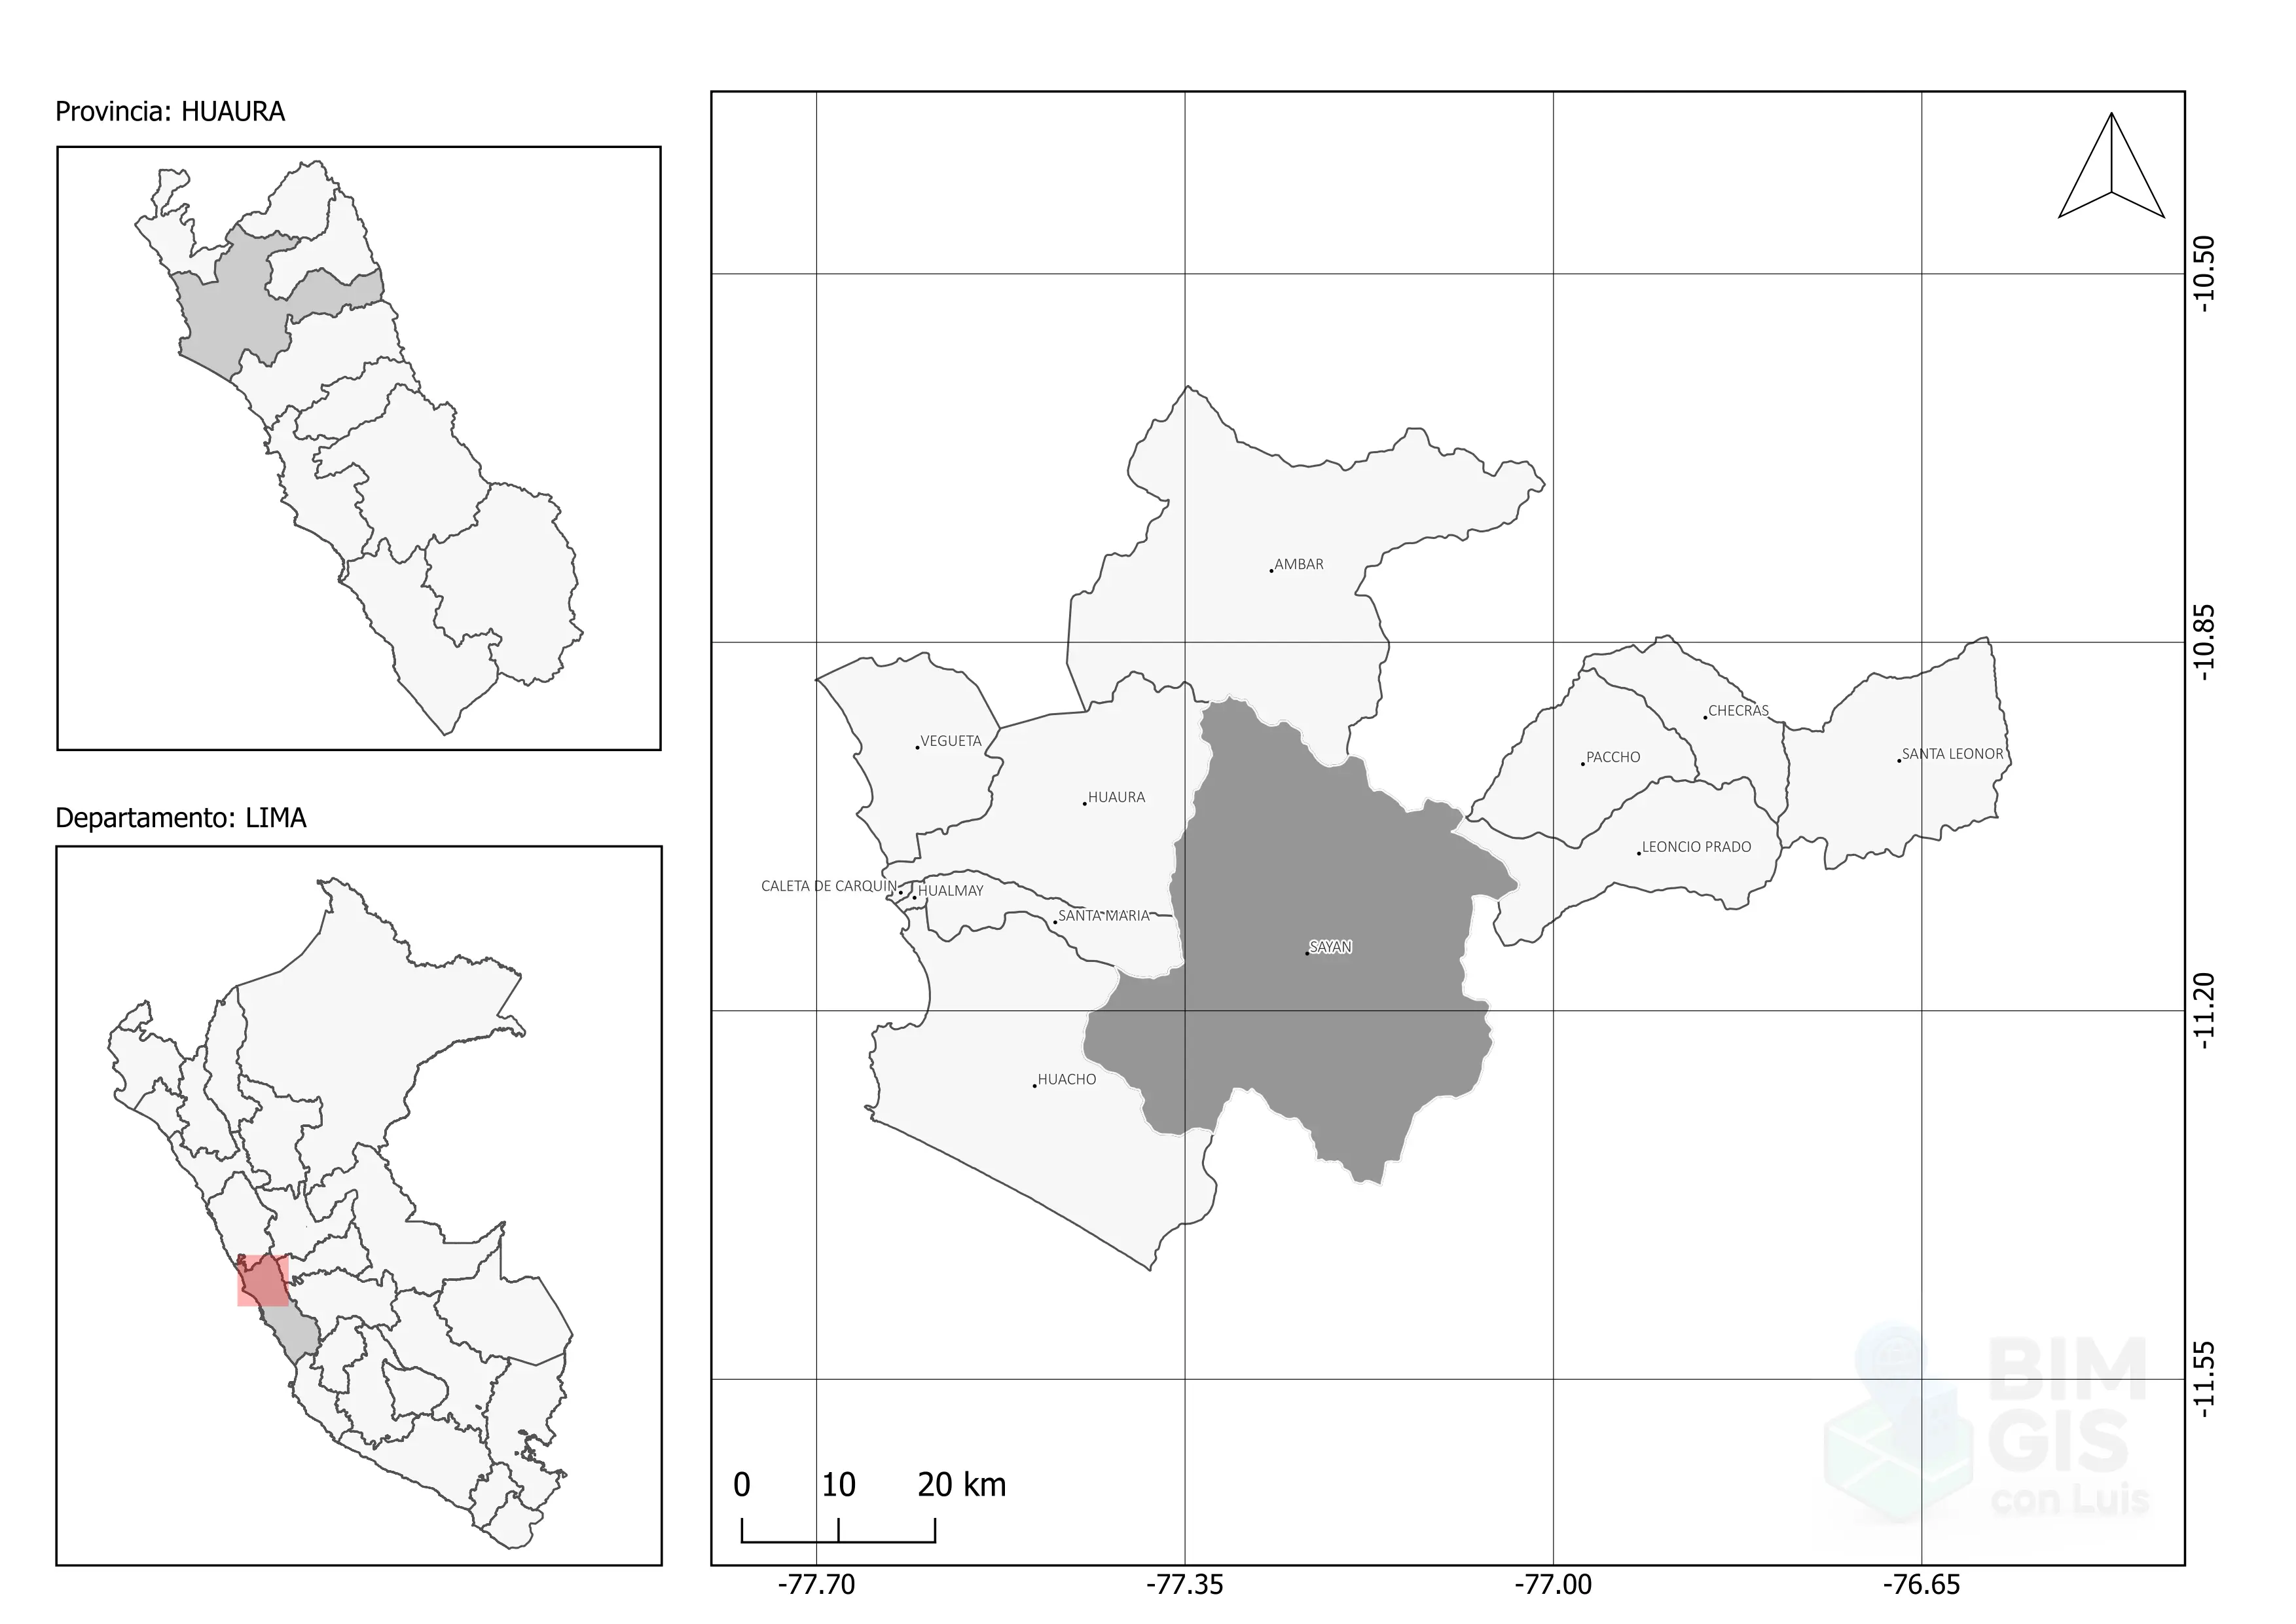 Provincia: HUAURA
Departamento: LIMA
AMBAR
VEGUETA
HUAURA
CHECRAS
PACCHO
SANTA LEONOR
LEONCIO PRADO
CALETA DE CARQUIN
HUALMAY
SANTA MARIA
SAYAN
HUACHO
-10.50
-10.85
-11.20
-11.55
0 10 20 km
-77.70 -77.35 -77.00 -76.65
BIM
GIS
con Luis